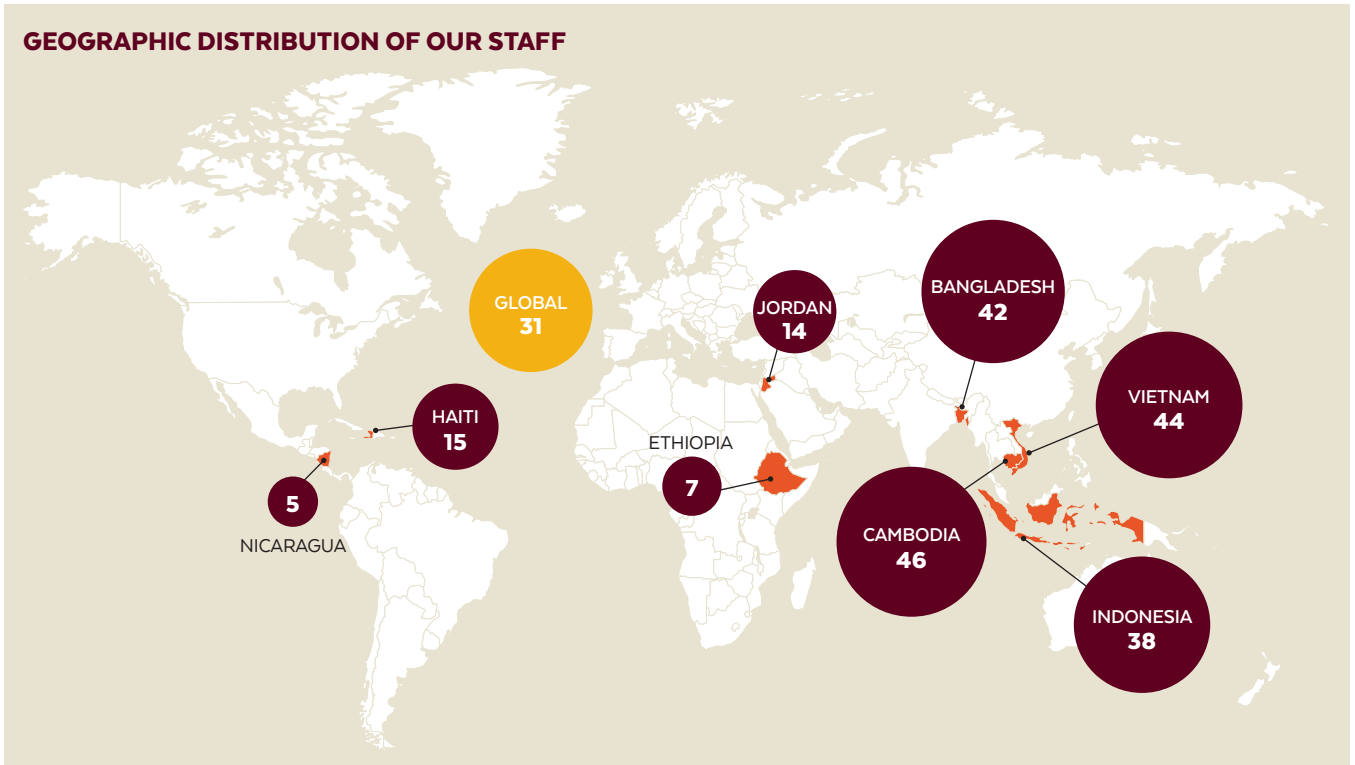 GEOGRAPHIC DISTRIBUTION OF OUR STAFF
GLOBAL
31
JORDAN
14
BANGLADESH
42
VIETNAM
44
HAITI
15
ETHIOPIA
7
5
NICARAGUA
CAMBODIA
46
INDONESIA
38